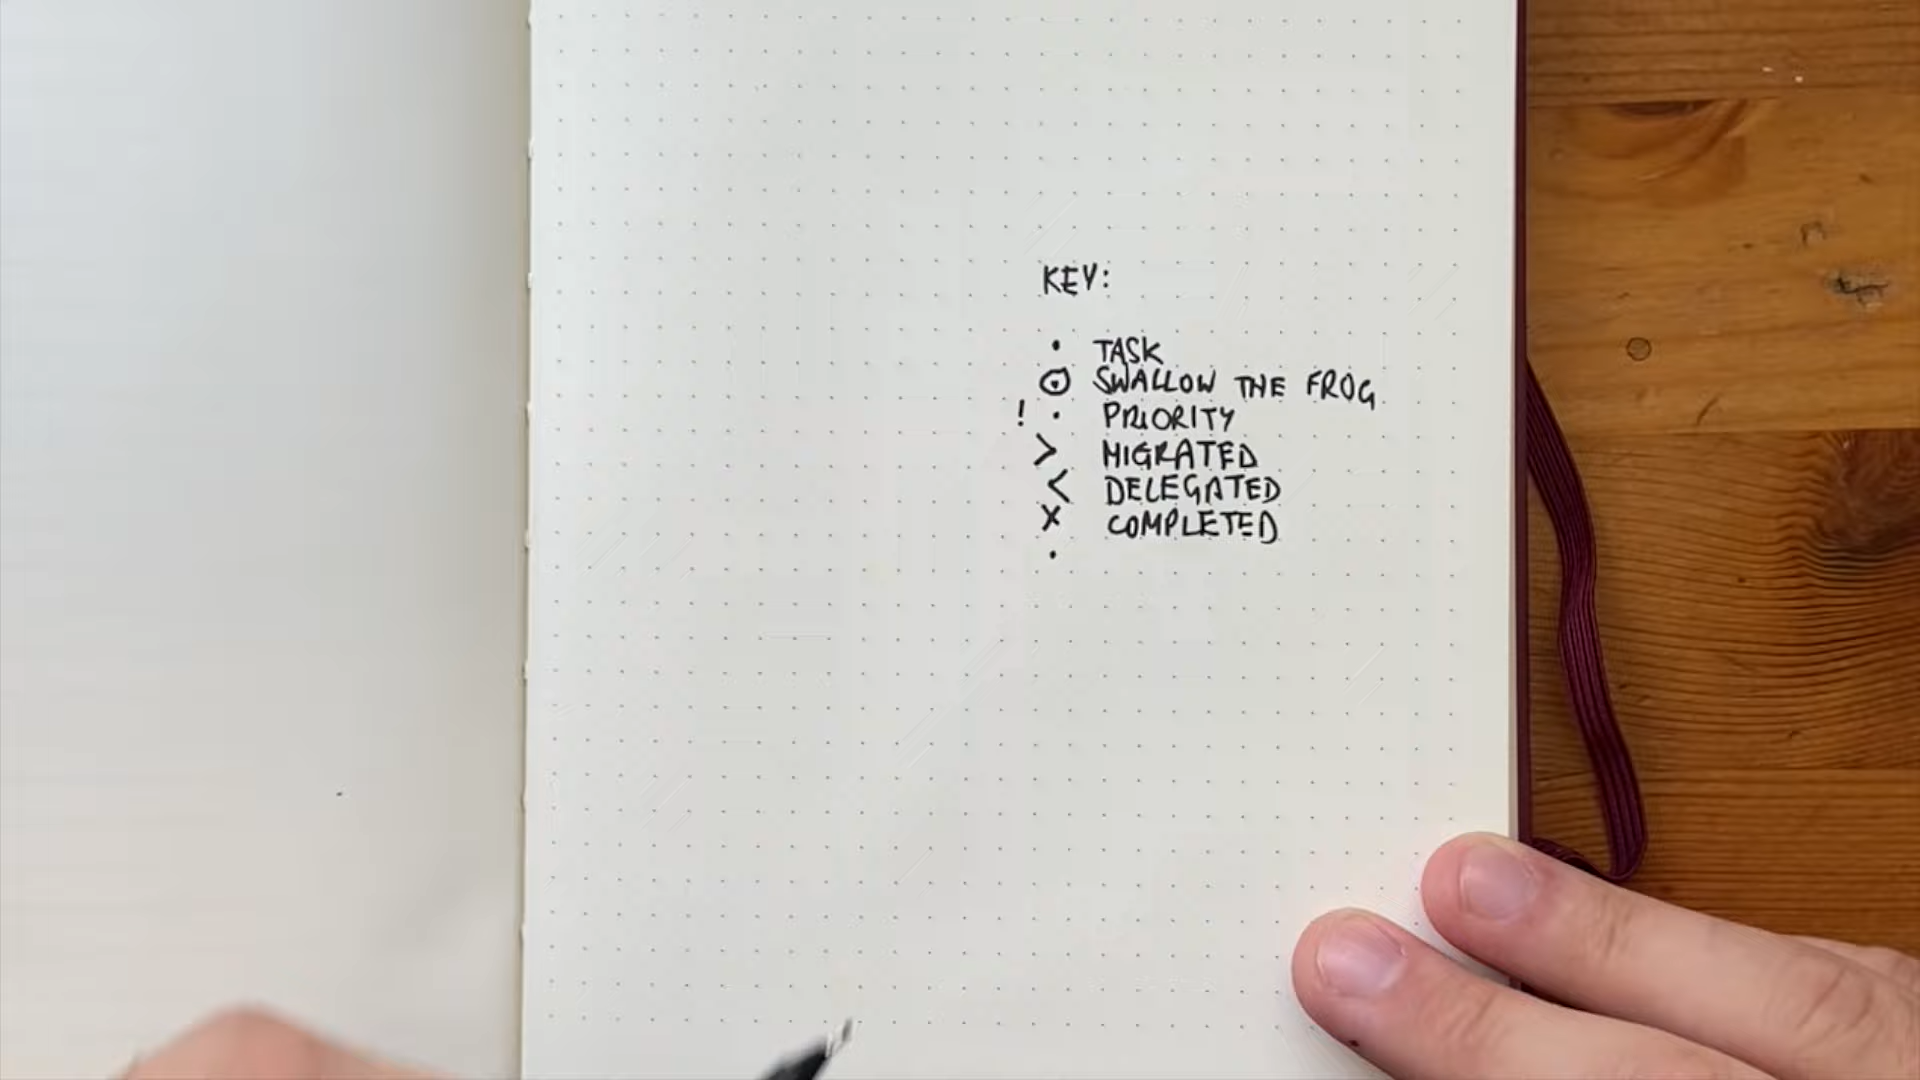 KEY:
• TASK
⊙ SWALLOW THE FROG
! • PRIORITY
> MIGRATED
< DELEGATED
X COMPLETED
•